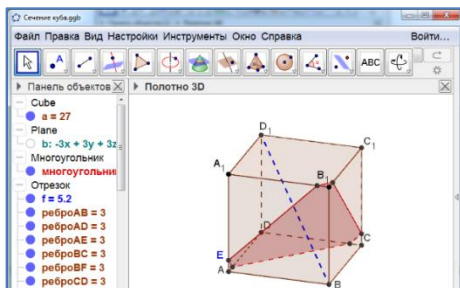 Сечение куба.ggb
Файл Правка Вид Настройки Инструменты Окно Справка Войти...
ABC
Панель объектов
Полотно 3D
Cube
a = 27
Plane
b: -3x + 3y + 3z
Многоугольник
многоугольни
Отрезок
f = 5.2
реброAB = 3
реброAD = 3
реброAE = 3
реброBC = 3
реброBF = 3
реброCD = 3
D1
C1
A1
B1
D
C
E
A
B